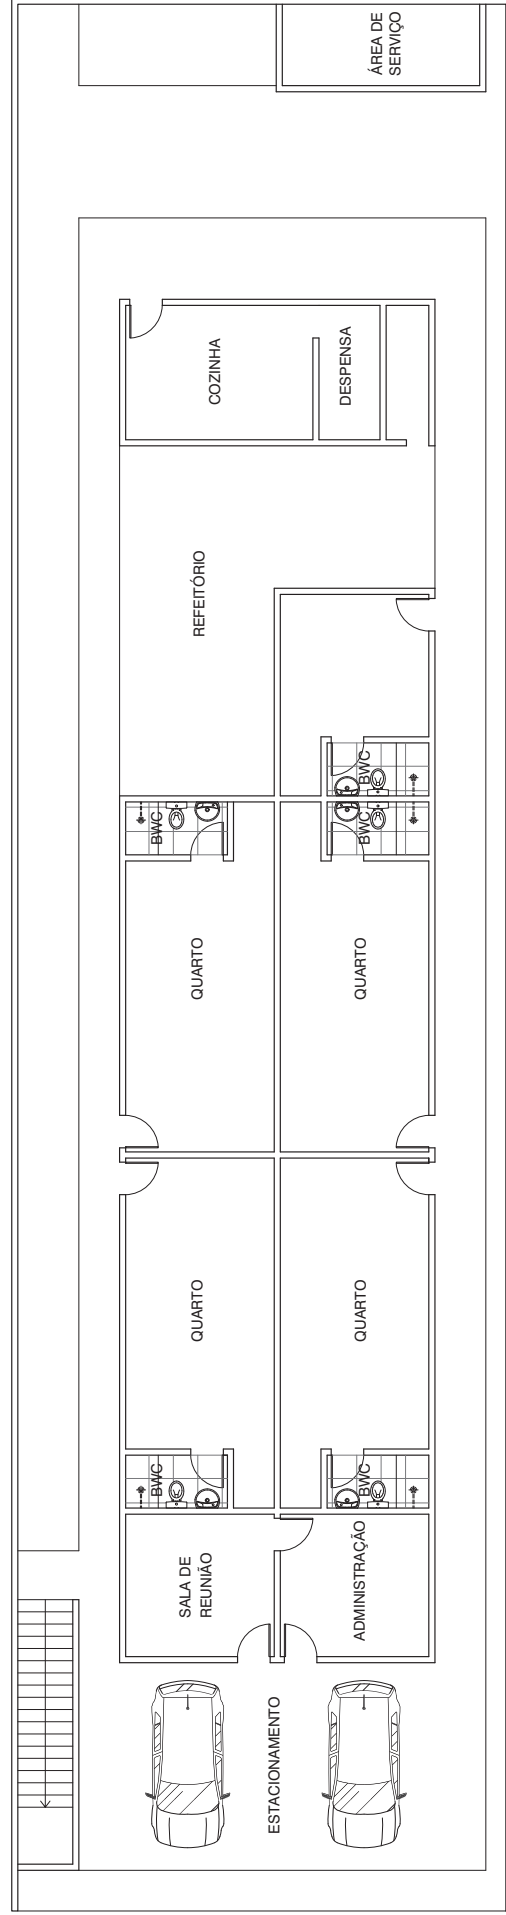 ÁREA DE
SERVIÇO
COZINHA
DESPENSA
REFEITÓRIO
BWC
BWC
BWC
QUARTO
QUARTO
QUARTO
QUARTO
BWC
BWC
SALA DE
REUNIÃO
ADMINISTRAÇÃO
ESTACIONAMENTO